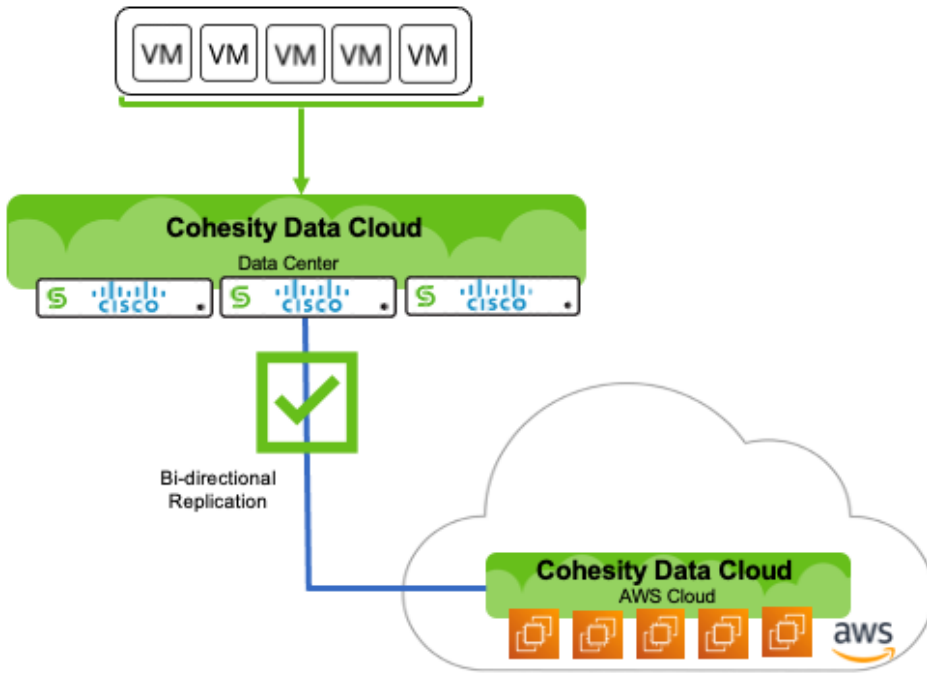 VM VM VM VM VM
Cohesity Data Cloud
Data Center
CISCO CISCO CISCO
Bi-directional
Replication
Cohesity Data Cloud
AWS Cloud
aws